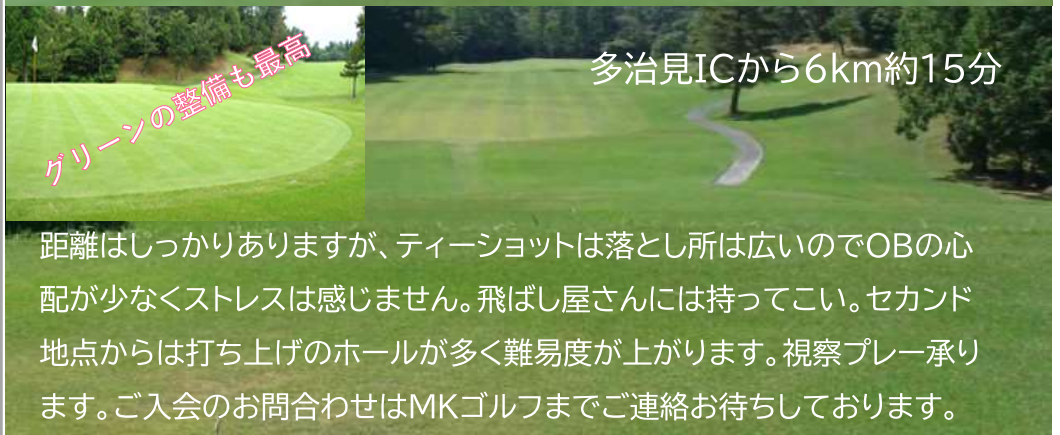 グリーンの整備も最高
多治見ICから6km約15分
距離はしっかりありますが、ティーショットは落とし所は広いのでOBの心
配が少なくストレスは感じません。飛ばし屋さんには持ってこい。セカンド
地点からは打ち上げのホールが多く難易度が上がります。視察プレー承り
ます。ご入会のお問合わせはMKゴルフまでご連絡お待ちしております。